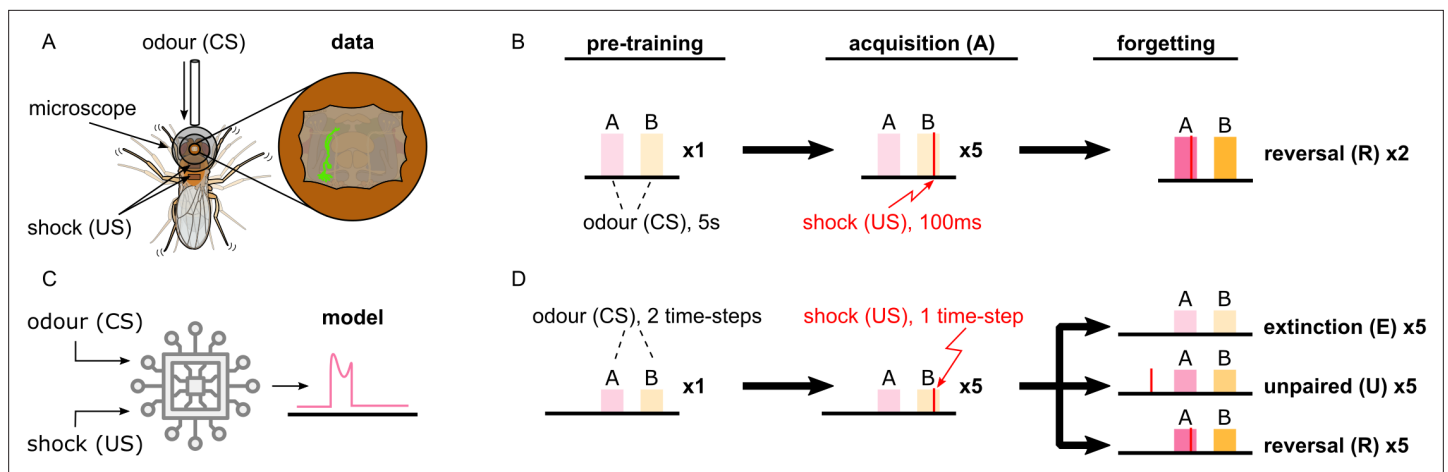 A
odour (CS)
data
microscope
shock (US)
B
pre-training
acquisition (A)
forgetting
A B
x1
A B
x5
A B
reversal (R) x2
odour (CS), 5s
shock (US), 100ms
C
odour (CS)
model
shock (US)
D
odour (CS), 2 time-steps
shock (US), 1 time-step
A B
x1
A B
x5
A B
extinction (E) x5
A B
unpaired (U) x5
A B
reversal (R) x5